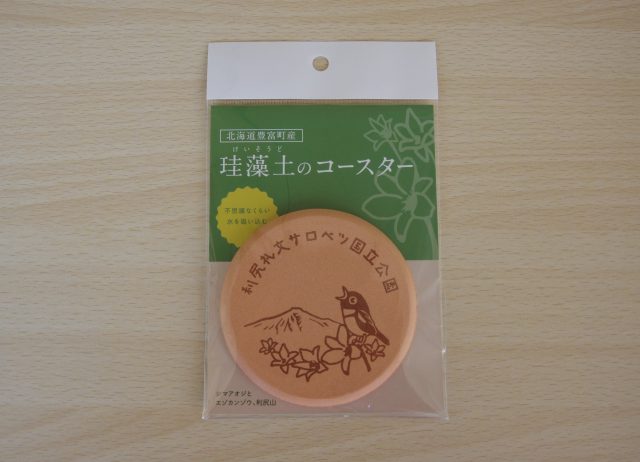 北海道豊富町産
けいそうど
珪藻土のコースター
不思議なくらい
水を吸い込む
利尻礼文サロベツ国立公園
シマアオジと
エゾカンゾウ、利尻山